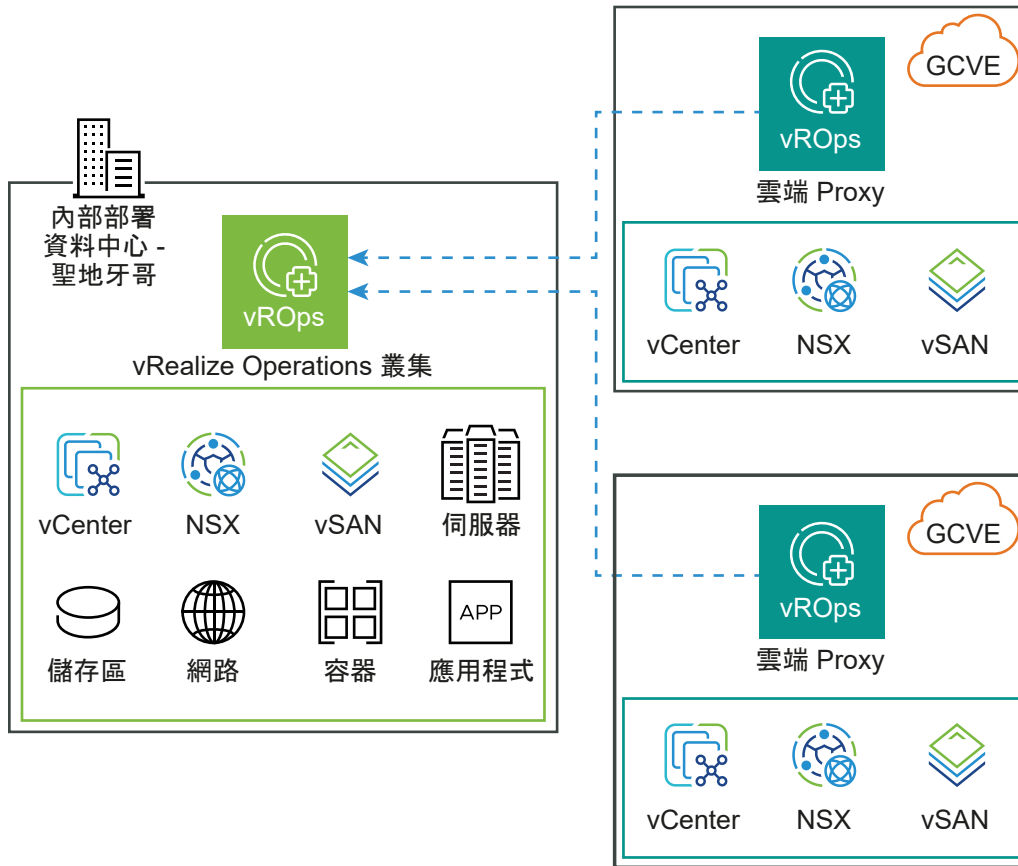 內部部署
資料中心 -
聖地牙哥
vROps
vRealize Operations 叢集
vCenter
NSX
vSAN
伺服器
儲存區
網路
容器
APP
應用程式
GCVE
vROps
雲端 Proxy
vCenter
NSX
vSAN
GCVE
vROps
雲端 Proxy
vCenter
NSX
vSAN